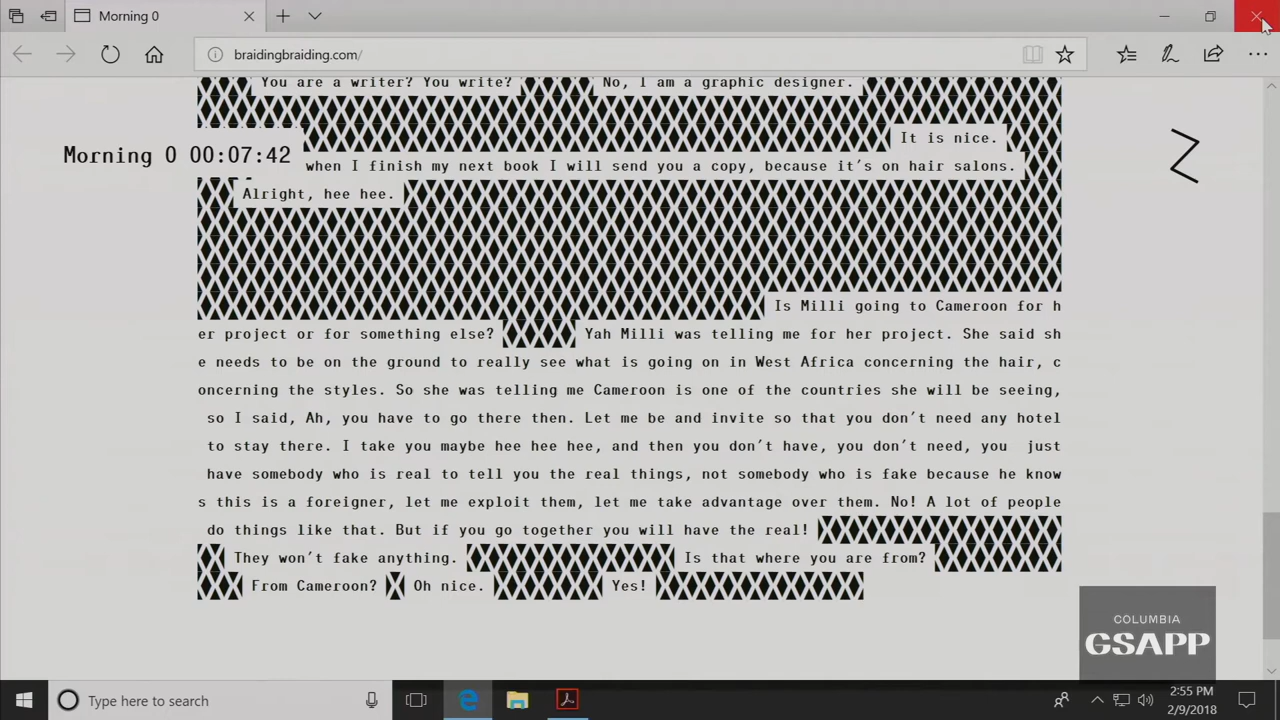 Morning 0
braidingbraiding.com/
You are a writer? You write? No, I am a graphic designer.
It is nice.
Morning 0 00:07:42
when I finish my next book I will send you a copy, because it's on hair salons.
Alright, hee hee.
Is Milli going to Cameroon for h
er project or for something else? Yah Milli was telling me for her project. She said sh
e needs to be on the ground to really see what is going on in West Africa concerning the hair, c
oncerning the styles. So she was telling me Cameroon is one of the countries she will be seeing,
so I said, Ah, you have to go there then. Let me be and invite so that you don't need any hotel
to stay there. I take you maybe hee hee hee, and then you don't have, you don't need, you just
have somebody who is real to tell you the real things, not somebody who is fake because he know
s this is a foreigner, let me exploit them, let me take advantage over them. No! A lot of people
do things like that. But if you go together you will have the real!
They won't fake anything. Is that where you are from?
From Cameroon? Oh nice. Yes!
COLUMBIA
GSAPP
Type here to search
2:55 PM
2/9/2018